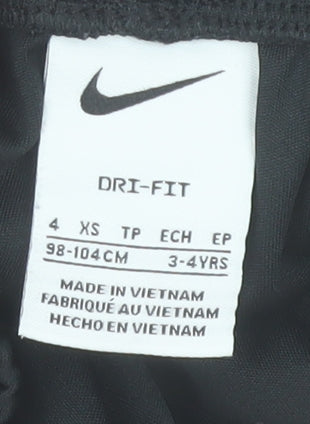 DRI-FIT
4 XS TP ECH EP
98-104CM 3-4YRS
MADE IN VIETNAM
FABRIQUÉ AU VIETNAM
HECHO EN VIETNAM